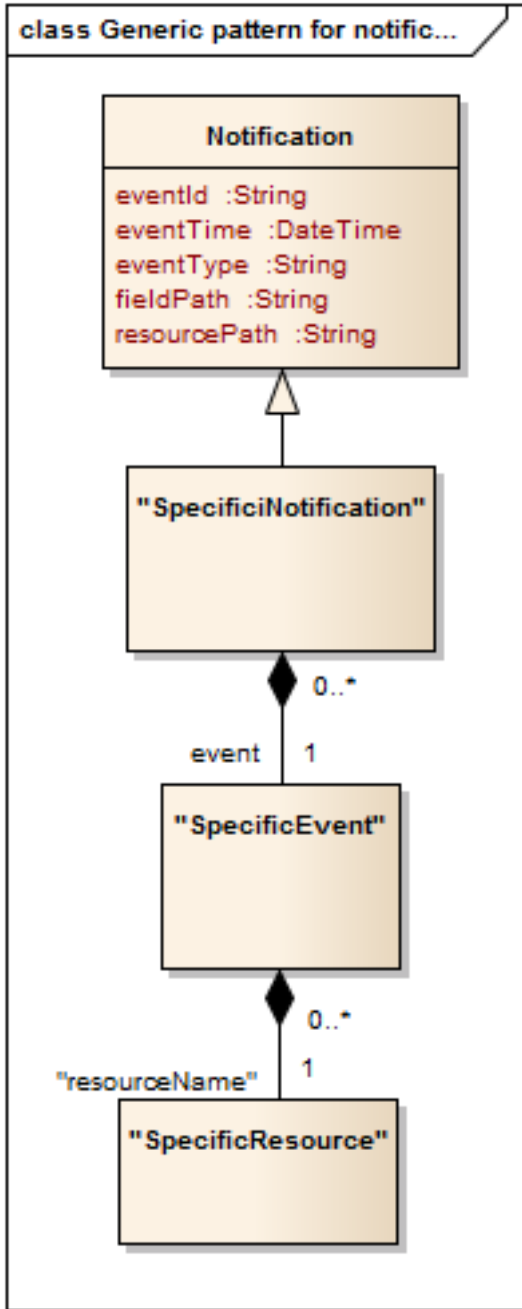 class Generic pattern for notific...
Notification
eventId :String
eventTime :DateTime
eventType :String
fieldPath :String
resourcePath :String
"SpecificiNotification"
0..*
event 1
"SpecificEvent"
0..*
1
"resourceName"
"SpecificResource"